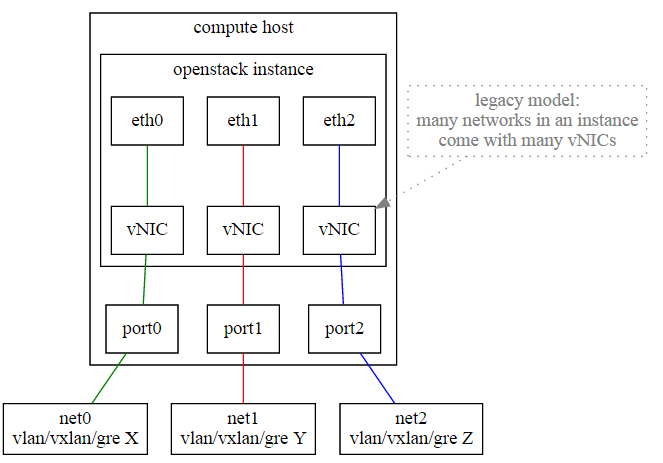 compute host
openstack instance
eth0
eth1
eth2
legacy model:
many networks in an instance
come with many vNICs
vNIC
vNIC
vNIC
port0
port1
port2
net0
vlan/vxlan/gre X
net1
vlan/vxlan/gre Y
net2
vlan/vxlan/gre Z